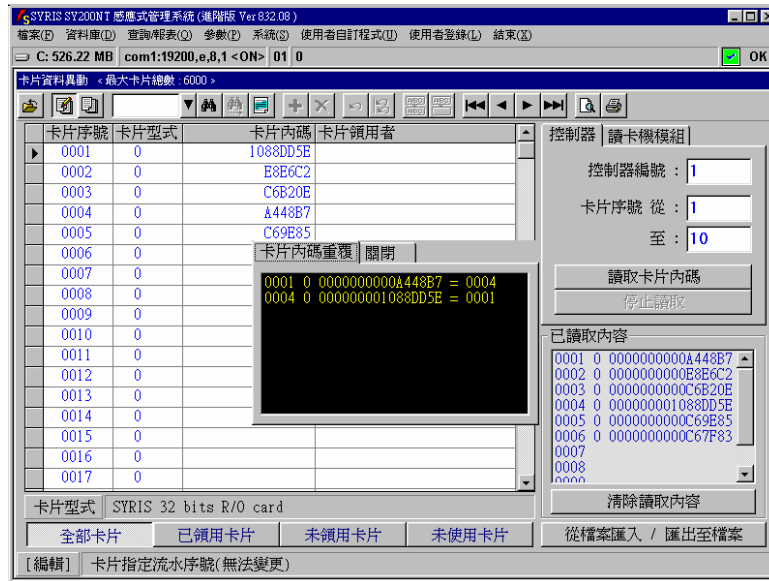 SYRIS SY200NT 感應式管理系統 (進階版 Ver 832.08 )
檔案(F) 資料庫(D) 查詢/報表(Q) 參數(P) 系統(S) 使用者自訂程式(U) 使用者登錄(L) 結束(X)
C: 526.22 MB com1:19200,e,8,1 <ON> 01 0 OK
卡片資料異動 < 最大卡片總數 : 6000 >
卡片序號 卡片型式 卡片內碼 卡片領用者
0001 0 1088DD5E
0002 0 E8E6C2
0003 0 C6B20E
0004 0 A448B7
0005 0 C69E85
0006 0
0007 0
0008 0
0009 0
0010 0
0011 0
0012 0
0013 0
0014 0
0015 0
0016 0
0017 0
卡片內碼重覆 關閉
0001 0 0000000000A448B7 = 0004
0004 0 000000001088DD5E = 0001
控制器 讀卡機模組
控制器編號 : 1
卡片序號 從 : 1
至 : 10
讀取卡片內碼
停止讀取
已讀取內容
0001 0 0000000000A448B7
0002 0 0000000000E8E6C2
0003 0 0000000000C6B20E
0004 0 000000001088DD5E
0005 0 0000000000C69E85
0006 0 0000000000C67F83
0007
0008
清除讀取內容
卡片型式 SYRIS 32 bits R/O card
全部卡片 已領用卡片 未領用卡片 未使用卡片 從檔案匯入 / 匯出至檔案
[編輯] 卡片指定流水序號(無法變更)